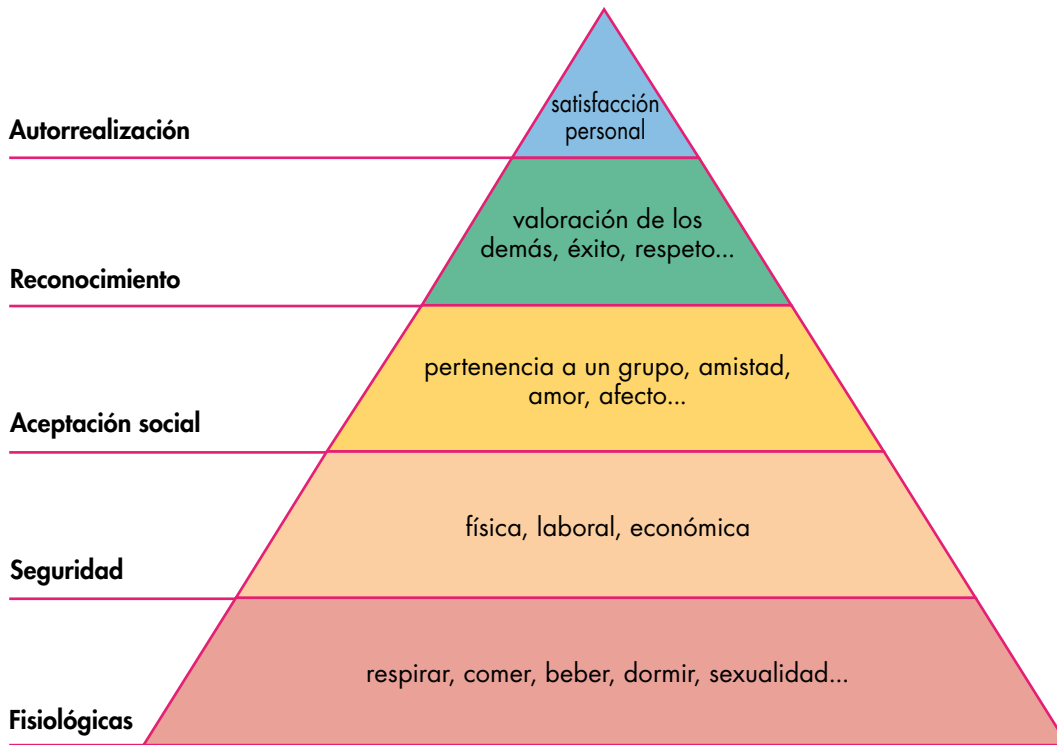 satisfacción
personal
Autorrealización
valoración de los
demás, éxito, respeto...
Reconocimiento
pertenencia a un grupo, amistad,
amor, afecto...
Aceptación social
física, laboral, económica
Seguridad
respirar, comer, beber, dormir, sexualidad...
Fisiológicas